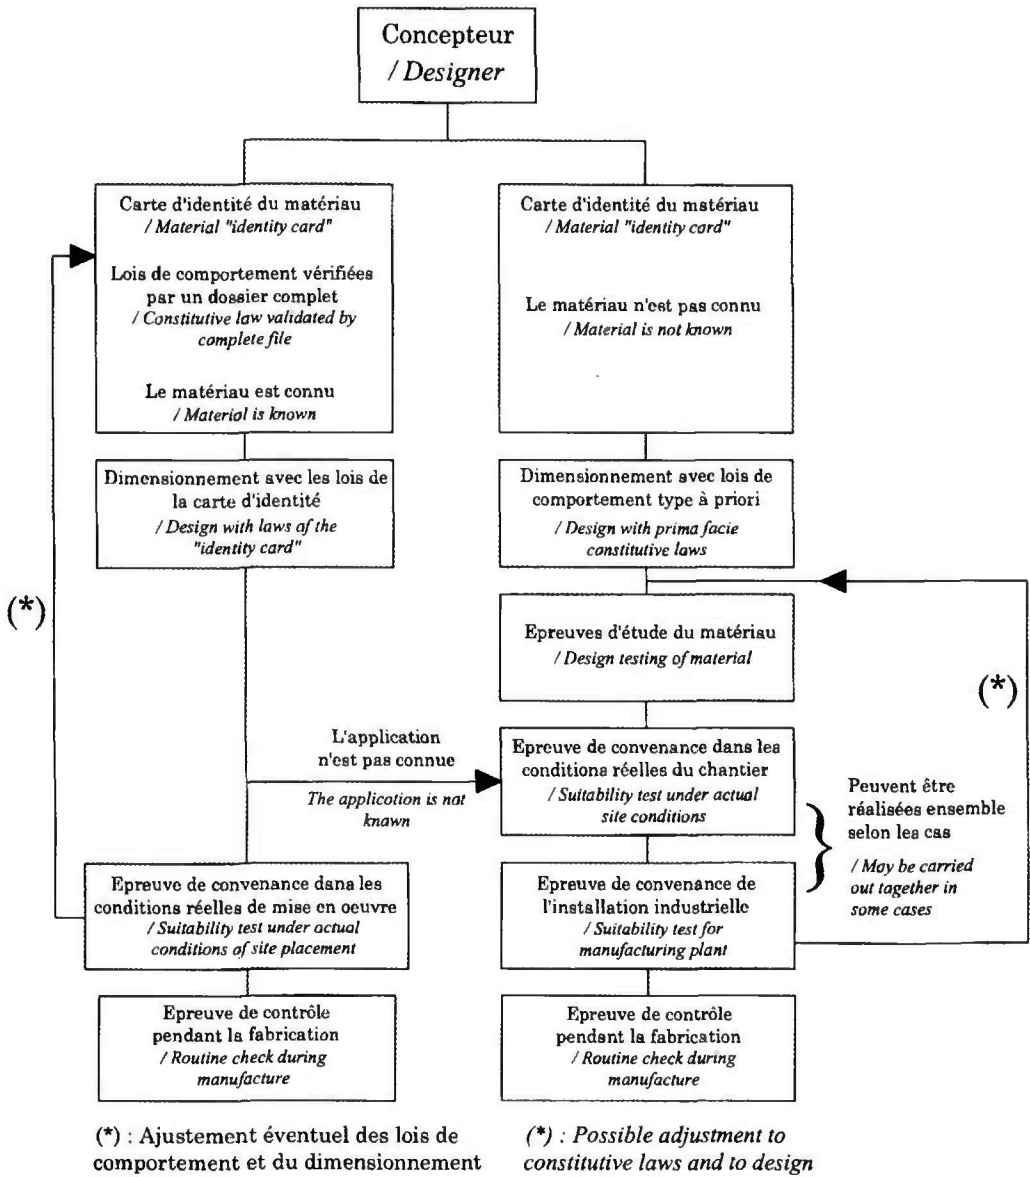 Concepteur
/ Designer
Carte d'identité du matériau
/ Material "identity card"
Lois de comportement vérifiées
par un dossier complet
/ Constitutive law validated by
complete file
Le matériau est connu
/ Material is known
Carte d'identité du matériau
/ Material "identity card"
Le matériau n'est pas connu
/ Material is not known
Dimensionnement avec les lois de
la carte d'identité
/ Design with laws of the
"identity card"
Dimensionnement avec lois de
comportement type à priori
/ Design with prima facie
constitutive laws
(*)
Epreuves d'étude du matériau
/ Design testing of material
(*)
L'application
n'est pas connue
The application is not
known
Epreuve de convenance dans les
conditions réelles du chantier
/ Suitability test under actual
site conditions
Peuvent être
réalisées ensemble
selon les cas
/ May be carried
out together in
some cases
Epreuve de convenance dans les
conditions réelles de mise en oeuvre
/ Suitability test under actual
conditions of site placement
Epreuve de convenance de
l'installation industrielle
/ Suitability test for
manufacturing plant
Epreuve de contrôle
pendant la fabrication
/ Routine check during
manufacture
Epreuve de contrôle
pendant la fabrication
/ Routine check during
manufacture
(*) : Ajustement éventuel des lois de
comportement et du dimensionnement
(*) : Possible adjustment to
constitutive laws and to design